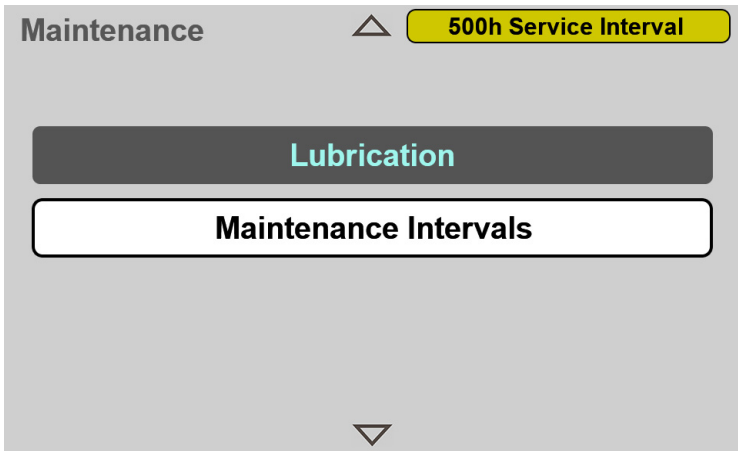 Maintenance
500h Service Interval
Lubrication
Maintenance Intervals